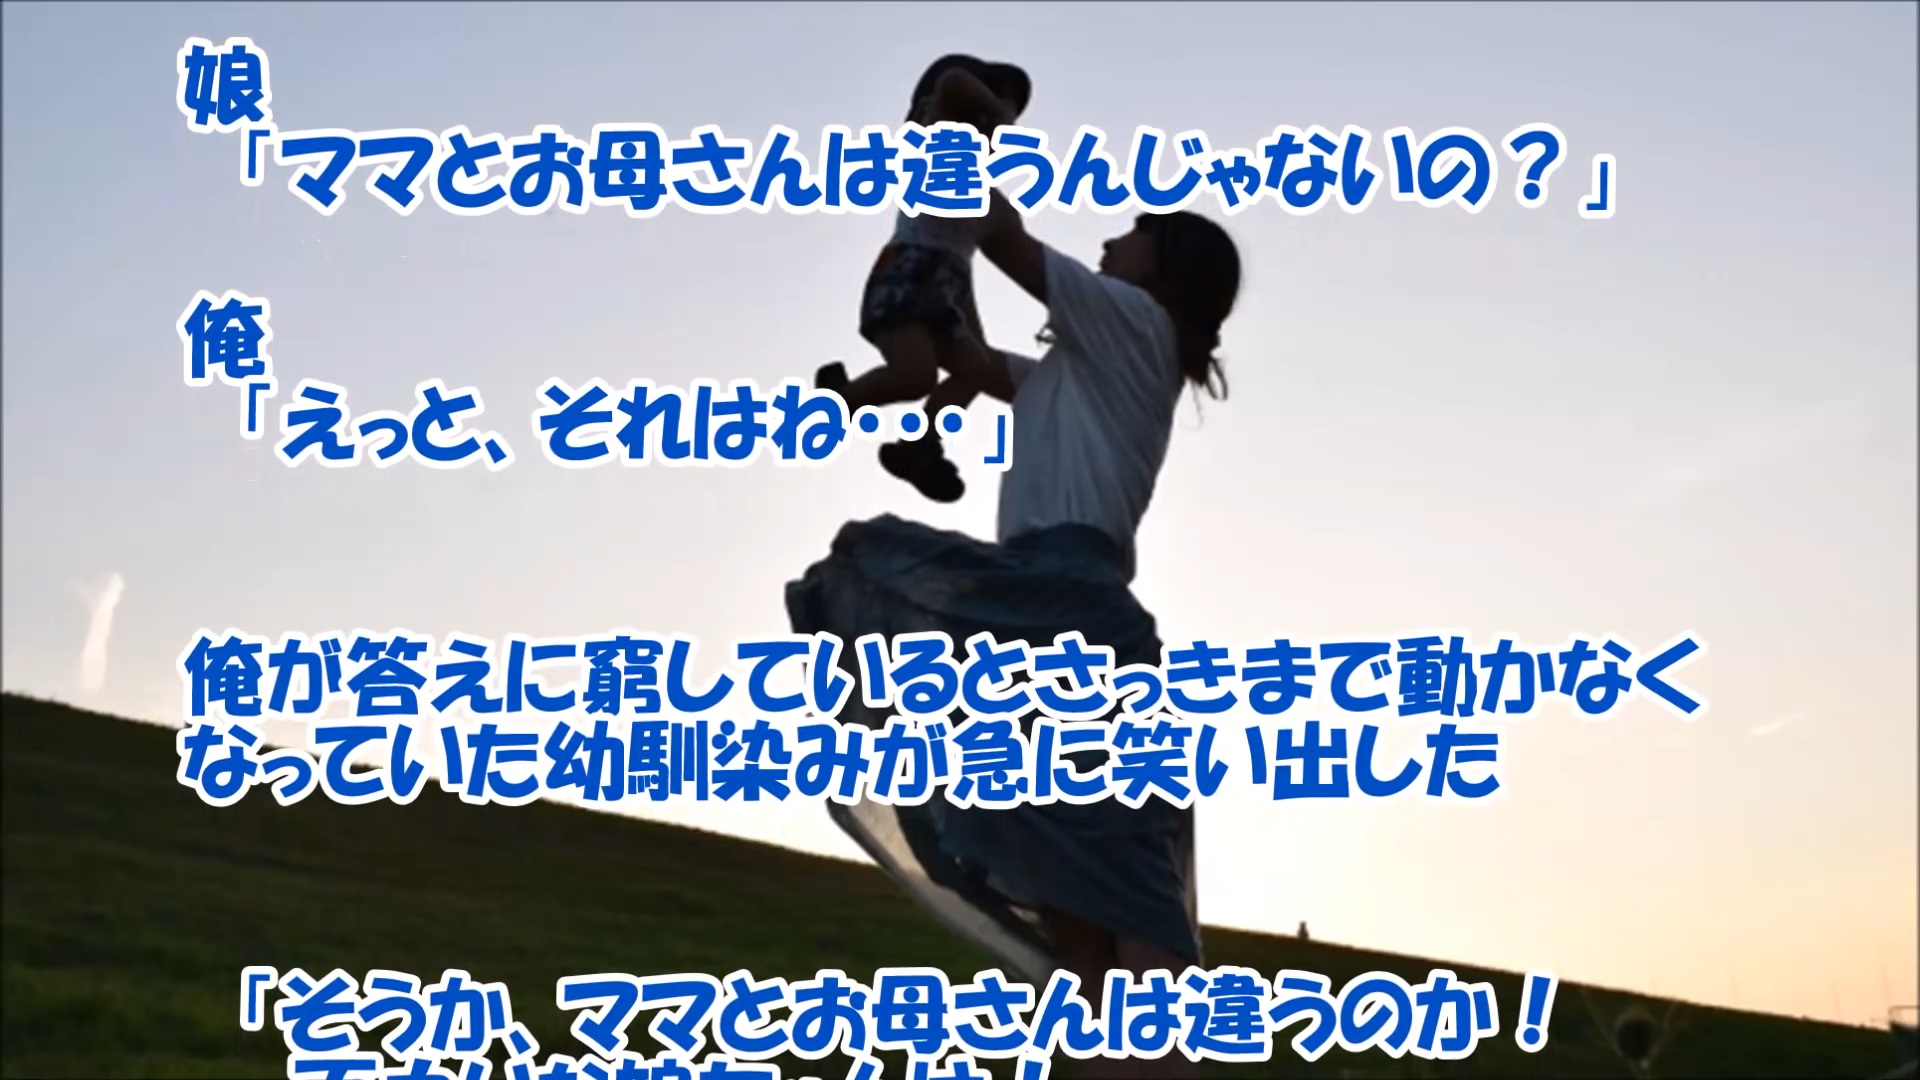 娘
「ママとお母さんは違うんじゃないの？」
俺
「えっと、それはね・・・」
俺が答えに窮しているとさっきまで動かなく
なっていた幼馴染みが急に笑い出した
「そうか、ママとお母さんは違うのか！